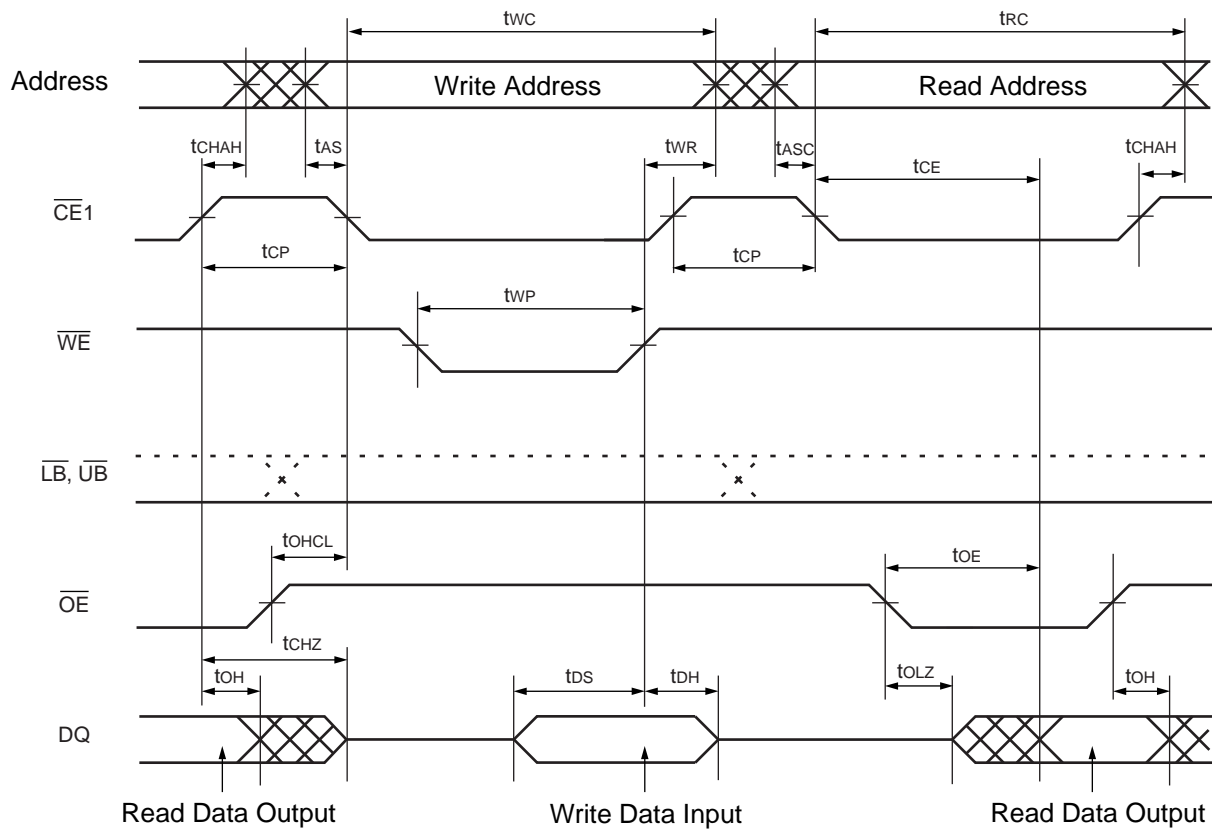 tWC tRC
Address Write Address Read Address
tCHAH tAS tWR tASC tCE tCHAH
CE1
tCP tCP
tWP
WE
LB, UB
tOHCL tOE
OE
tCHZ
tOH tDS tDH tOLZ tOH
DQ
Read Data Output Write Data Input Read Data Output